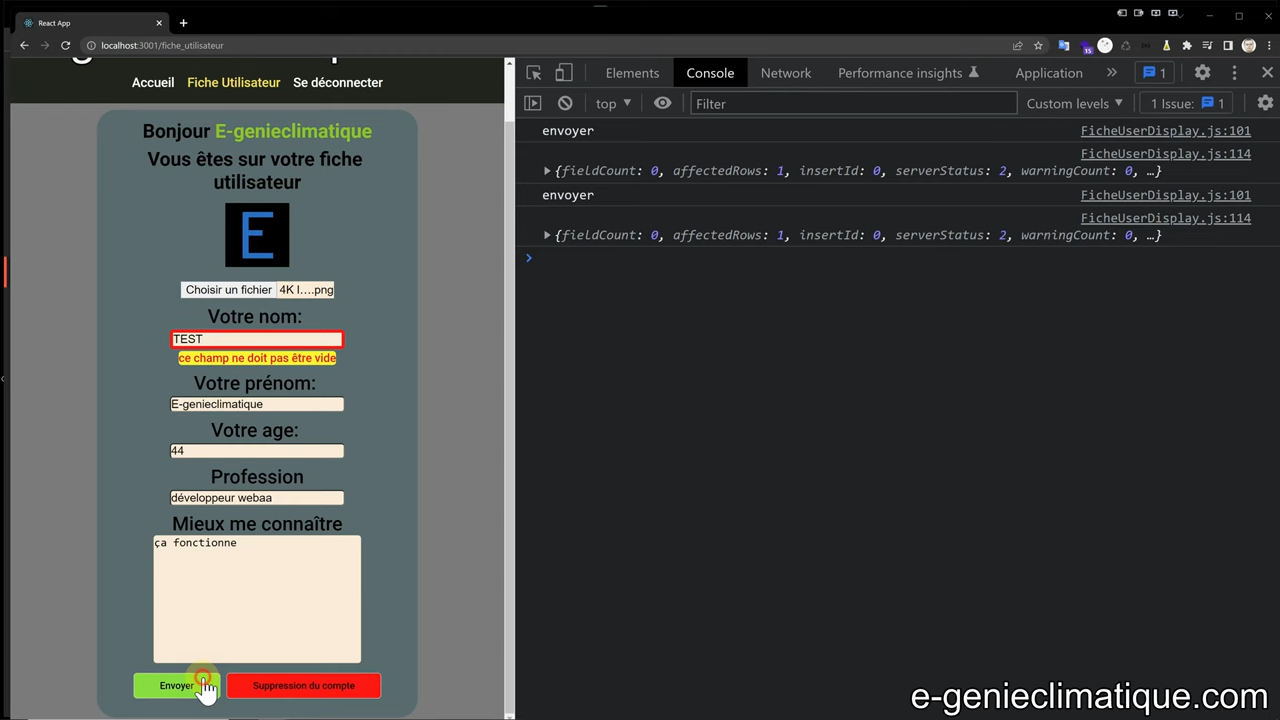 React App
localhost:3001/fiche_utilisateur
Accueil Fiche Utilisateur Se déconnecter
Bonjour E-genieclimatique
Vous êtes sur votre fiche
utilisateur
E
Choisir un fichier 4K l….png
Votre nom:
TEST
ce champ ne doit pas être vide
Votre prénom:
E-genieclimatique
Votre age:
44
Profession
développeur webaa
Mieux me connaître
ça fonctionne
Envoyer Suppression du compte
Elements Console Network Performance insights Application 1
top Filter Custom levels 1 Issue: 1
envoyer FicheUserDisplay.js:101
FicheUserDisplay.js:114
{fieldCount: 0, affectedRows: 1, insertId: 0, serverStatus: 2, warningCount: 0, …}
envoyer FicheUserDisplay.js:101
FicheUserDisplay.js:114
{fieldCount: 0, affectedRows: 1, insertId: 0, serverStatus: 2, warningCount: 0, …}
e-genieclimatique.com